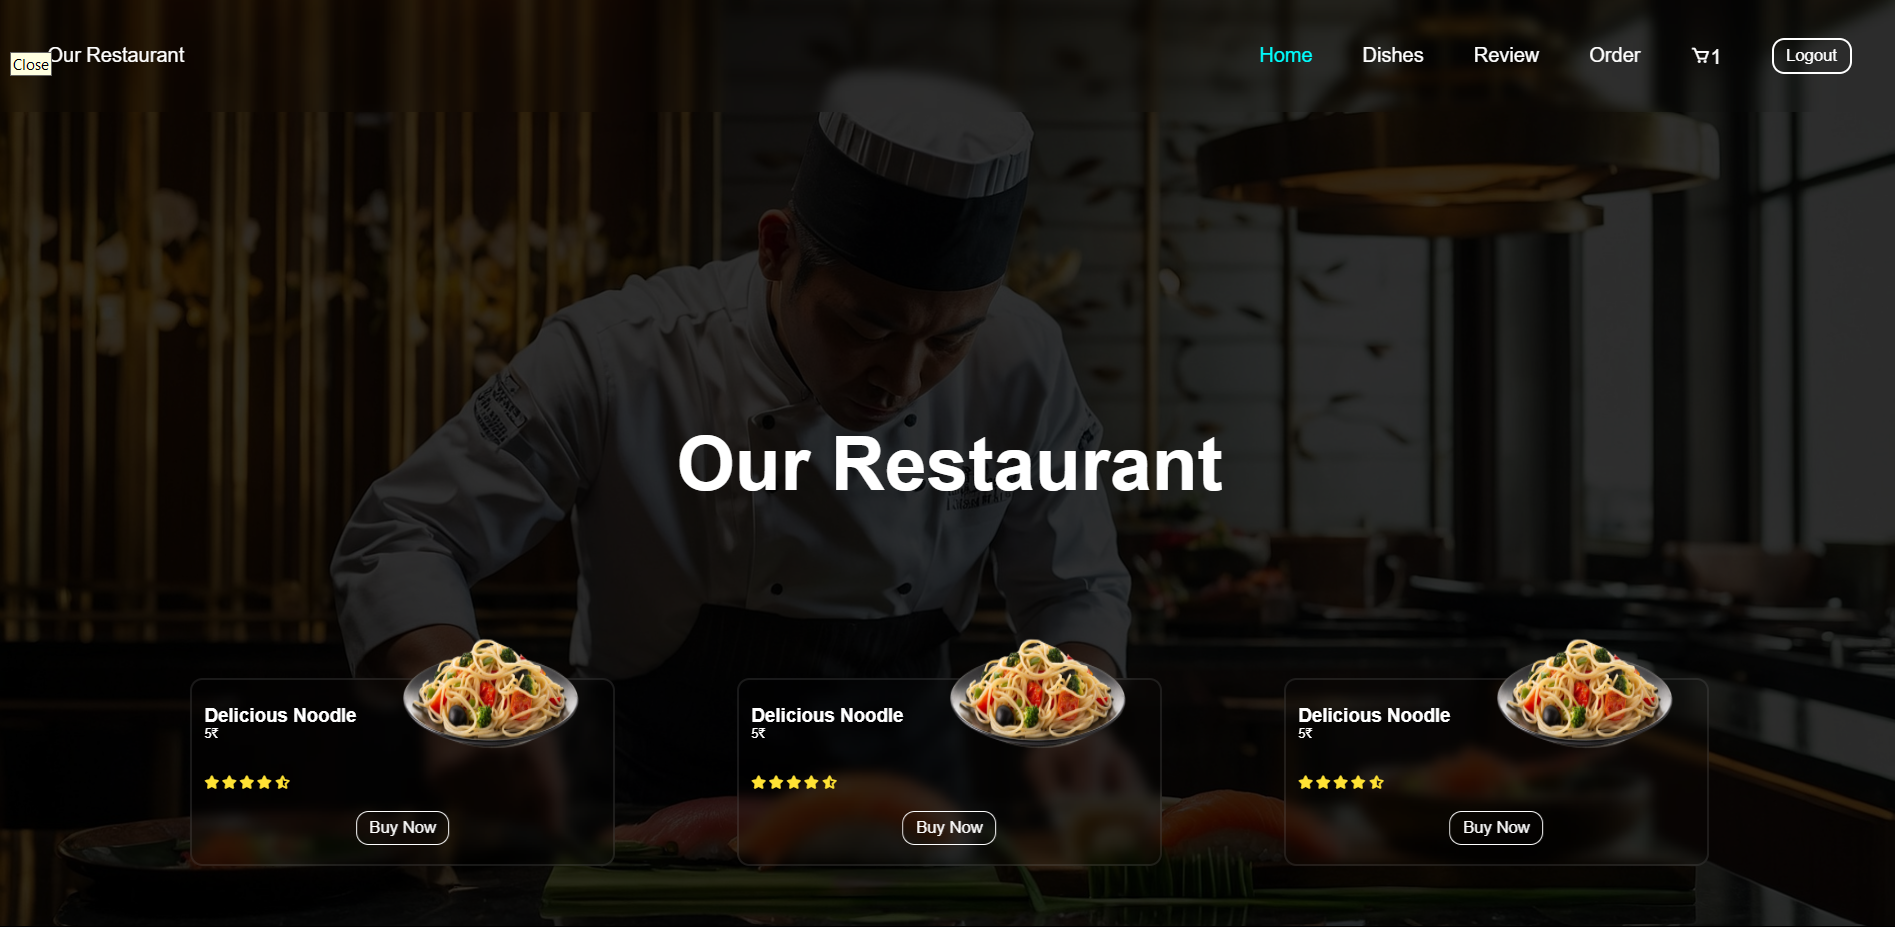 Our Restaurant
Close
Home
Dishes
Review
Order
1
Logout
Our Restaurant
Delicious Noodle
5₹
Buy Now
Delicious Noodle
5₹
Buy Now
Delicious Noodle
5₹
Buy Now